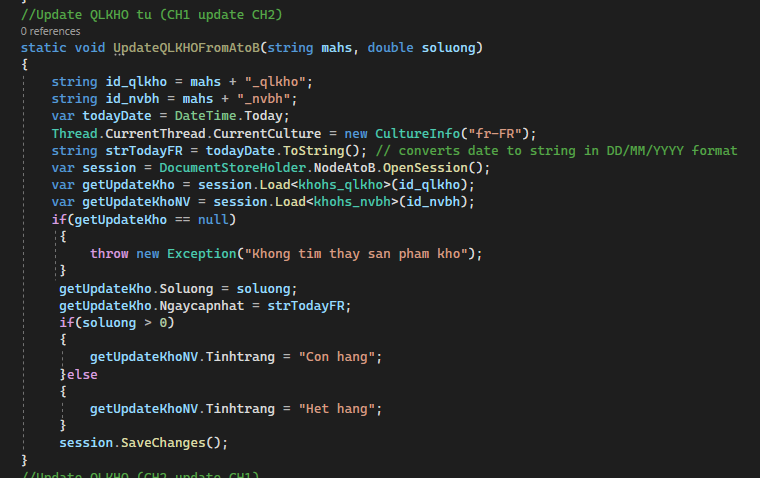 }
//Update QLKHO tu (CH1 update CH2)
0 references
static void UpdateQLKHOFromAtoB(string mahs, double soluong)
{
string id_qlkho = mahs + "_qlkho";
string id_nvbh = mahs + "_nvbh";
var todayDate = DateTime.Today;
Thread.CurrentThread.CurrentCulture = new CultureInfo("fr-FR");
string strTodayFR = todayDate.ToString(); // converts date to string in DD/MM/YYYY format
var session = DocumentStoreHolder.NodeAtoB.OpenSession();
var getUpdateKho = session.Load<khohs_qlkho>(id_qlkho);
var getUpdateKhoNV = session.Load<khohs_nvbh>(id_nvbh);
if(getUpdateKho == null)
{
throw new Exception("Khong tim thay san pham kho");
}
getUpdateKho.Soluong = soluong;
getUpdateKho.Ngaycapnhat = strTodayFR;
if(soluong > 0)
{
getUpdateKhoNV.Tinhtrang = "Con hang";
}else
{
getUpdateKhoNV.Tinhtrang = "Het hang";
}
session.SaveChanges();
}
//Update QLKHO (CH2 update CH1)